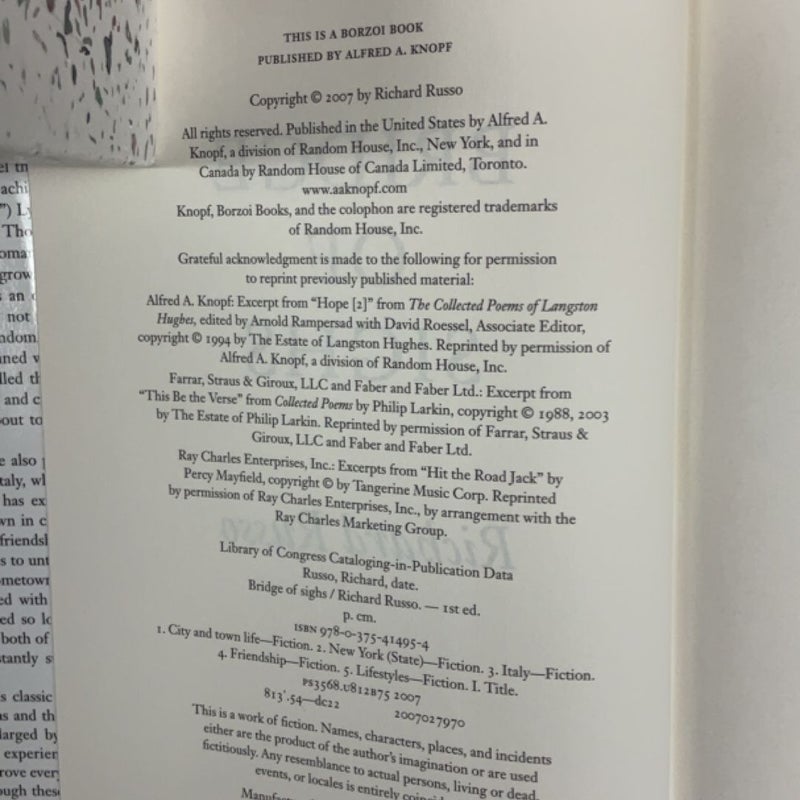 THIS IS A BORZOI BOOK
PUBLISHED BY ALFRED A. KNOPF
Copyright © 2007 by Richard Russo
All rights reserved. Published in the United States by Alfred A.
Knopf, a division of Random House, Inc., New York, and in
Canada by Random House of Canada Limited, Toronto.
www.aaknopf.com
Knopf, Borzoi Books, and the colophon are registered trademarks
of Random House, Inc.
Grateful acknowledgment is made to the following for permission
to reprint previously published material:
Alfred A. Knopf: Excerpt from “Hope [2]” from The Collected Poems of Langston
Hughes, edited by Arnold Rampersad with David Roessel, Associate Editor,
copyright © 1994 by The Estate of Langston Hughes. Reprinted by permission of
Alfred A. Knopf, a division of Random House, Inc.
Farrar, Straus & Giroux, LLC and Faber and Faber Ltd.: Excerpt from
“This Be the Verse” from Collected Poems by Philip Larkin, copyright © 1988, 2003
by The Estate of Philip Larkin. Reprinted by permission of Farrar, Straus &
Giroux, LLC and Faber and Faber Ltd.
Ray Charles Enterprises, Inc.: Excerpts from “Hit the Road Jack” by
Percy Mayfield, copyright © by Tangerine Music Corp. Reprinted
by permission of Ray Charles Enterprises, Inc., by arrangement with the
Ray Charles Marketing Group.
Library of Congress Cataloging-in-Publication Data
Russo, Richard, date.
Bridge of sighs / Richard Russo. — 1st ed.
p. cm.
ISBN 978-0-375-41495-4
1. City and town life—Fiction. 2. New York (State)—Fiction. 3. Italy—Fiction.
4. Friendship—Fiction. 5. Lifestyles—Fiction. I. Title.
PS3568.U812B75 2007
813'.54—dc22 2007027970
This is a work of fiction. Names, characters, places, and incidents
either are the product of the author's imagination or are used
fictitiously. Any resemblance to actual persons, living or dead,
events, or locales is entirely